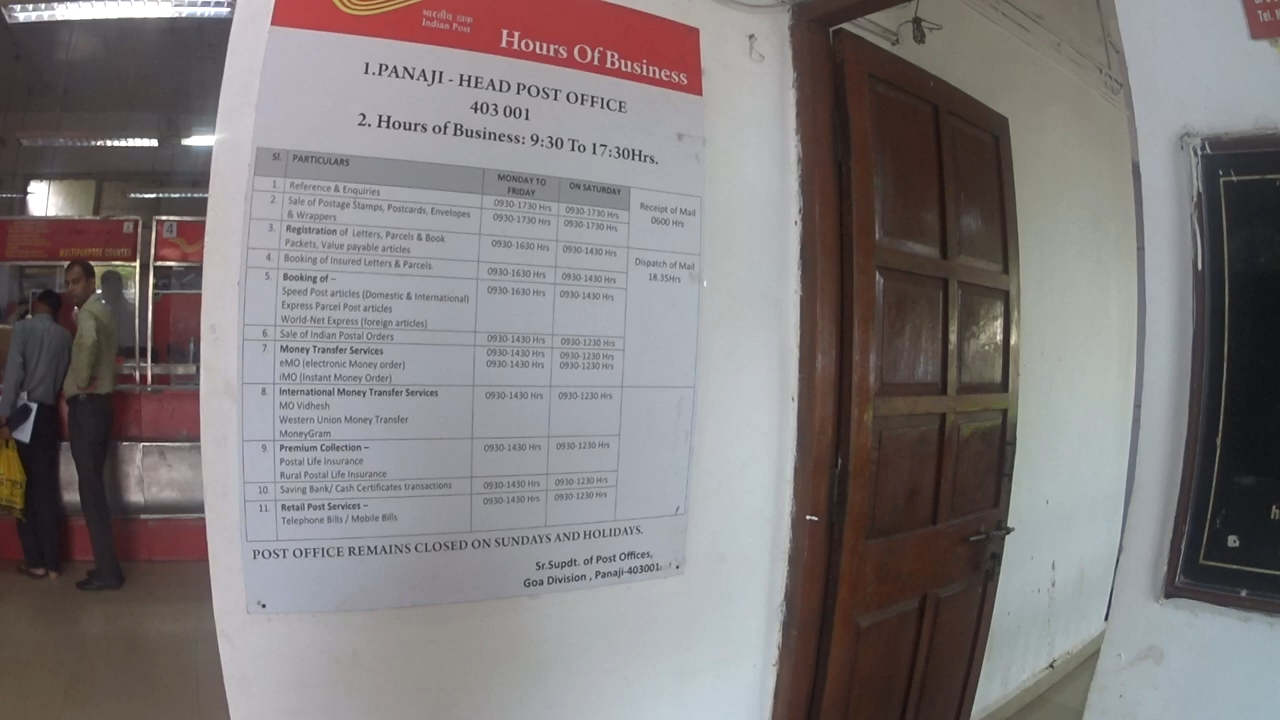 भारतीय डाक
Indian Post
Hours Of Business
1.PANAJI - HEAD POST OFFICE
403 001
2. Hours of Business: 9:30 To 17:30Hrs.
Sl. PARTICULARS MONDAY TO FRIDAY ON SATURDAY
1. Reference & Enquiries 0930-1730 Hrs 0930-1730 Hrs
Receipt of Mail
0600 Hrs
2. Sale of Postage Stamps, Postcards, Envelopes
& Wrappers 0930-1730 Hrs 0930-1730 Hrs
3. Registration of Letters, Parcels & Book
Packets, Value payable articles 0930-1630 Hrs 0930-1430 Hrs
Dispatch of Mail
18.35Hrs
4. Booking of Insured Letters & Parcels 0930-1630 Hrs 0930-1430 Hrs
5. Booking of – 0930-1630 Hrs 0930-1430 Hrs
Speed Post articles (Domestic & International)
Express Parcel Post articles
World-Net Express (foreign articles)
6. Sale of Indian Postal Orders 0930-1430 Hrs 0930-1230 Hrs
7. Money Transfer Services 0930-1430 Hrs 0930-1230 Hrs
eMO (electronic Money order) 0930-1430 Hrs 0930-1230 Hrs
iMO (Instant Money Order)
8. International Money Transfer Services 0930-1430 Hrs 0930-1230 Hrs
MO Vidhesh
Western Union Money Transfer
MoneyGram
9. Premium Collection – 0930-1430 Hrs 0930-1230 Hrs
Postal Life Insurance
Rural Postal Life Insurance
10. Saving Bank/ Cash Certificates transactions 0930-1430 Hrs 0930-1230 Hrs
11. Retail Post Services – 0930-1430 Hrs 0930-1230 Hrs
Telephone Bills / Mobile Bills
POST OFFICE REMAINS CLOSED ON SUNDAYS AND HOLIDAYS.
Sr.Supdt. of Post Offices,
Goa Division , Panaji-403001.
MULTIPURPOSE COUNTER
4
Tel.